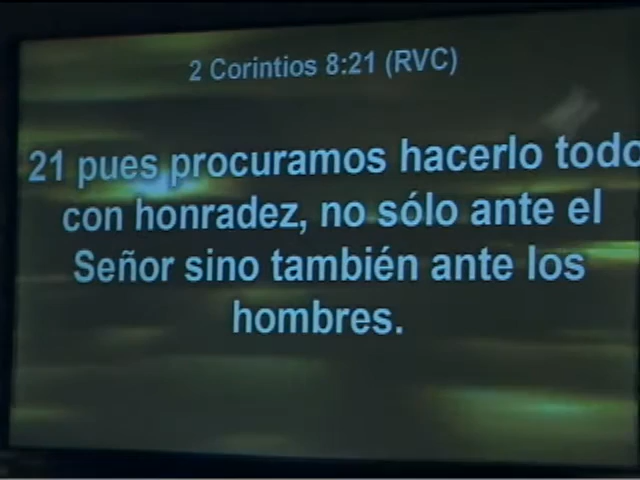 2 Corintios 8:21 (RVC)
21 pues procuramos hacerlo todo
con honradez, no sólo ante el
Señor sino también ante los
hombres.